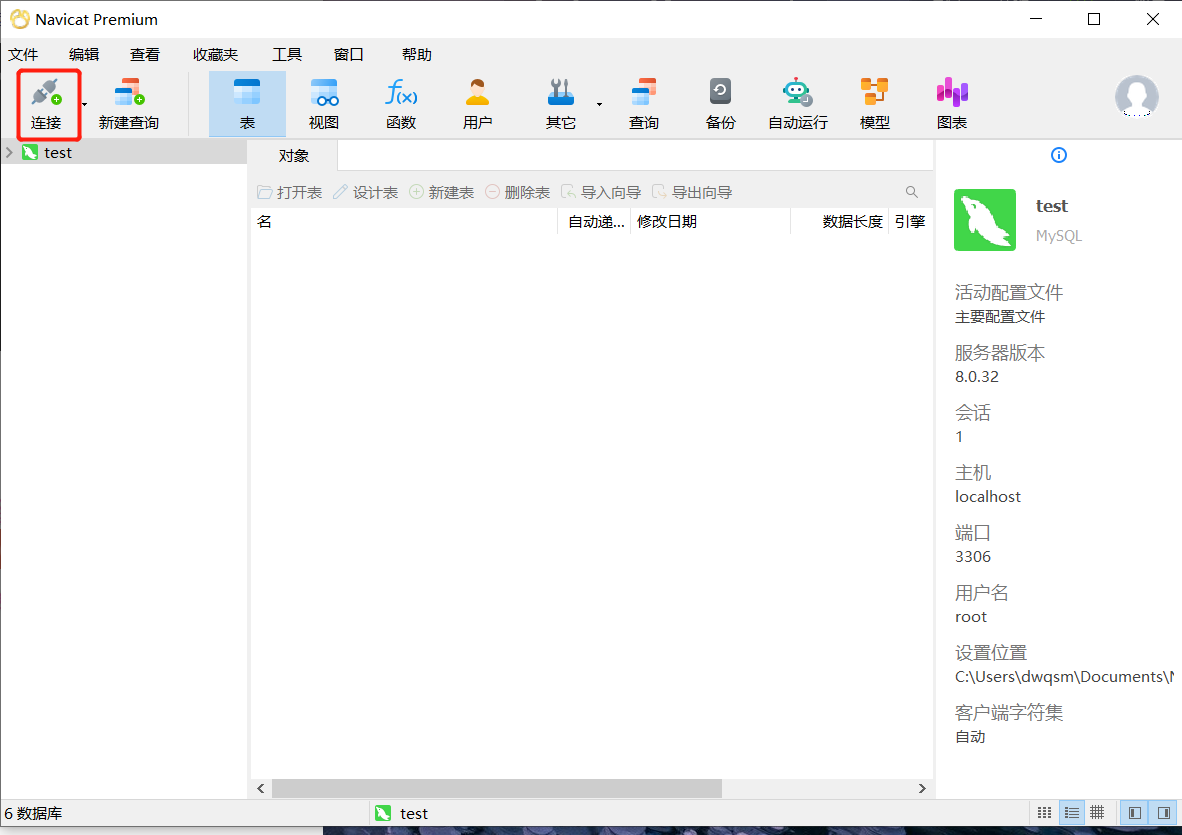 Navicat Premium
文件 编辑 查看 收藏夹 工具 窗口 帮助
连接 新建查询 表 视图 函数 用户 其它 查询 备份 自动运行 模型 图表
test
对象
打开表 设计表 新建表 删除表 导入向导 导出向导
名 自动递... 修改日期 数据长度 引擎
test
MySQL
活动配置文件
主要配置文件
服务器版本
8.0.32
会话
1
主机
localhost
端口
3306
用户名
root
设置位置
C:\Users\dwqsm\Documents\N
客户端字符集
自动
6 数据库 test